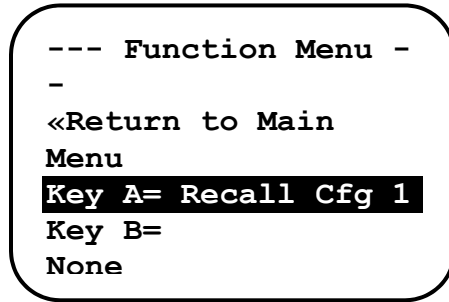 --- Function Menu -
-
«Return to Main
Menu
Key A= Recall Cfg 1
Key B=
None